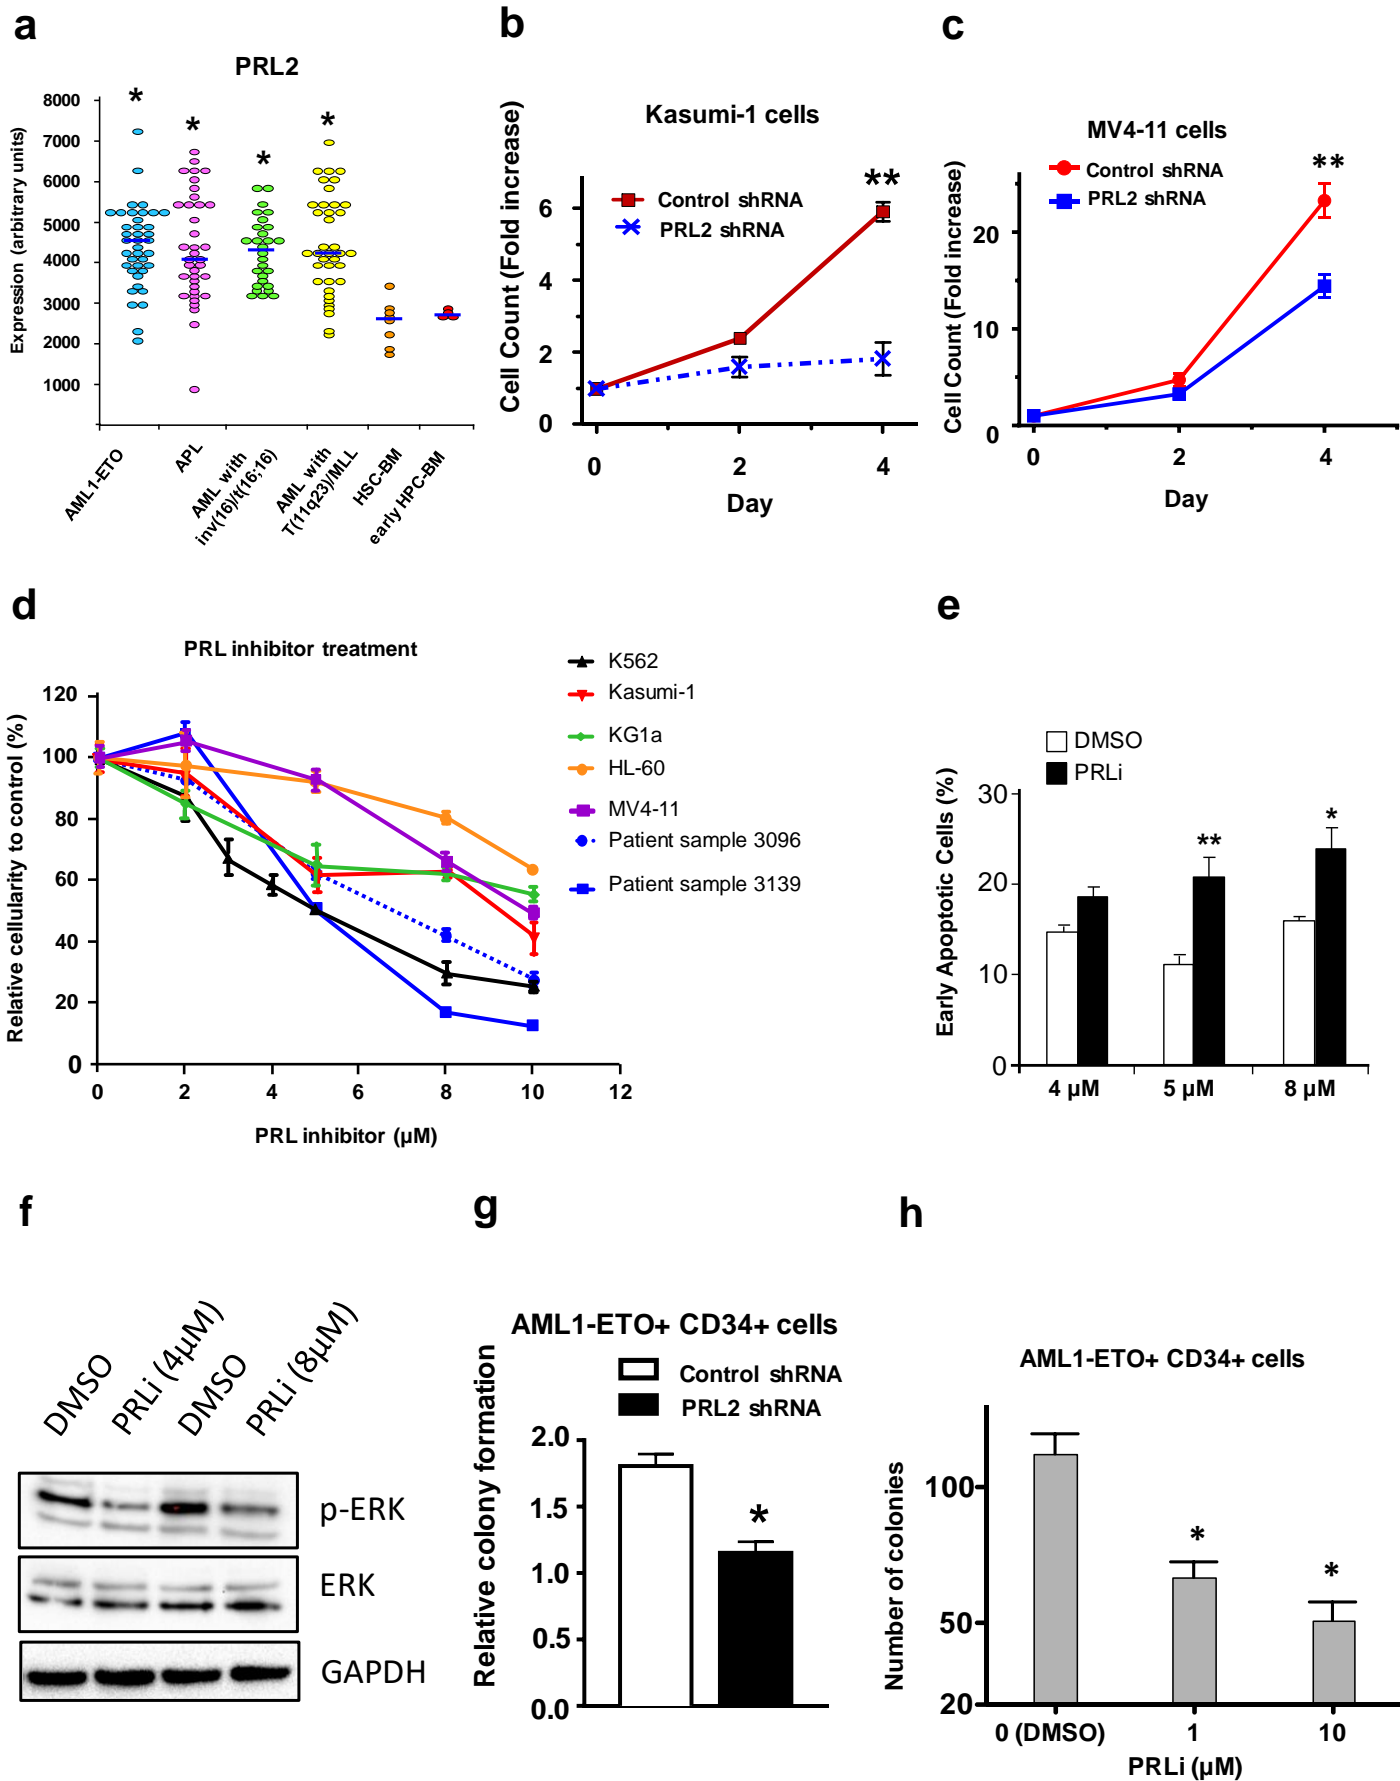 a
PRL2
Expression (arbitrary units)
8000
7000
6000
5000
4000
3000
2000
1000
*
*
*
*
AML1-ETO
APL
AML with
inv(16)/t(16;16)
AML with
T(11q23)/MLL
HSC-BM
early HPC-BM
b
Kasumi-1 cells
Cell Count (Fold increase)
Control shRNA
PRL2 shRNA
**
6
4
2
0
0
2
4
Day
c
MV4-11 cells
Cell Count (Fold increase)
Control shRNA
PRL2 shRNA
**
20
10
0
0
2
4
Day
d
PRL inhibitor treatment
Relative cellularity to control (%)
120
100
80
60
40
20
0
0
2
4
6
8
10
12
PRL inhibitor (µM)
K562
Kasumi-1
KG1a
HL-60
MV4-11
Patient sample 3096
Patient sample 3139
e
DMSO
PRLi
Early Apoptotic Cells (%)
30
20
10
0
**
*
4 µM
5 µM
8 µM
f
DMSO
PRLi (4µM)
DMSO
PRLi (8µM)
p-ERK
ERK
GAPDH
g
AML1-ETO+ CD34+ cells
Control shRNA
PRL2 shRNA
Relative colony formation
2.0
1.5
1.0
0.5
0.0
*
h
AML1-ETO+ CD34+ cells
Number of colonies
100
50
20
*
*
0 (DMSO)
1
10
PRLi (µM)